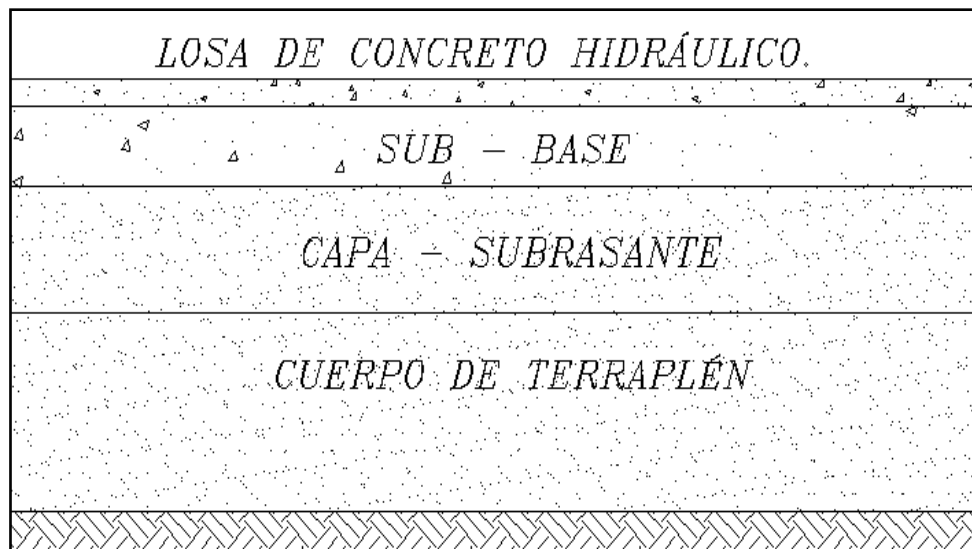 LOSA DE CONCRETO HIDRÁULICO.
SUB - BASE
CAPA - SUBRASANTE
CUERPO DE TERRAPLÉN